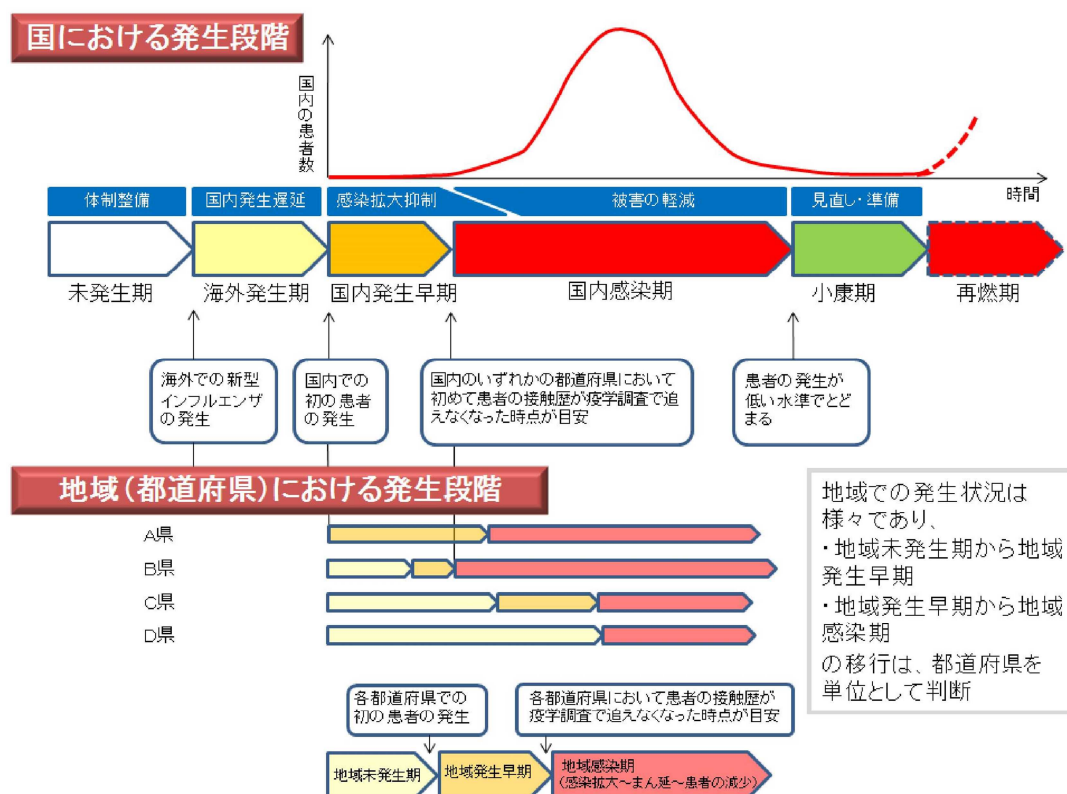 国における発生段階
国内の患者数
時間
体制整備
国内発生遅延
感染拡大抑制
被害の軽減
見直し・準備
未発生期
海外発生期
国内発生早期
国内感染期
小康期
再燃期
海外での新型
インフルエンザ
の発生
国内での
初の患者
の発生
国内のいずれかの都道府県において
初めて患者の接触歴が疫学調査で追
えなくなった時点が目安
患者の発生が
低い水準でとど
まる
地域(都道府県)における発生段階
A県
B県
C県
D県
地域での発生状況は
様々であり、
・地域未発生期から地域
発生早期
・地域発生早期から地域
感染期
の移行は、都道府県を
単位として判断
各都道府県での
初の患者の発生
各都道府県において患者の接触歴が
疫学調査で追えなくなった時点が目安
地域未発生期
地域発生早期
地域感染期
(感染拡大～まん延～患者の減少)